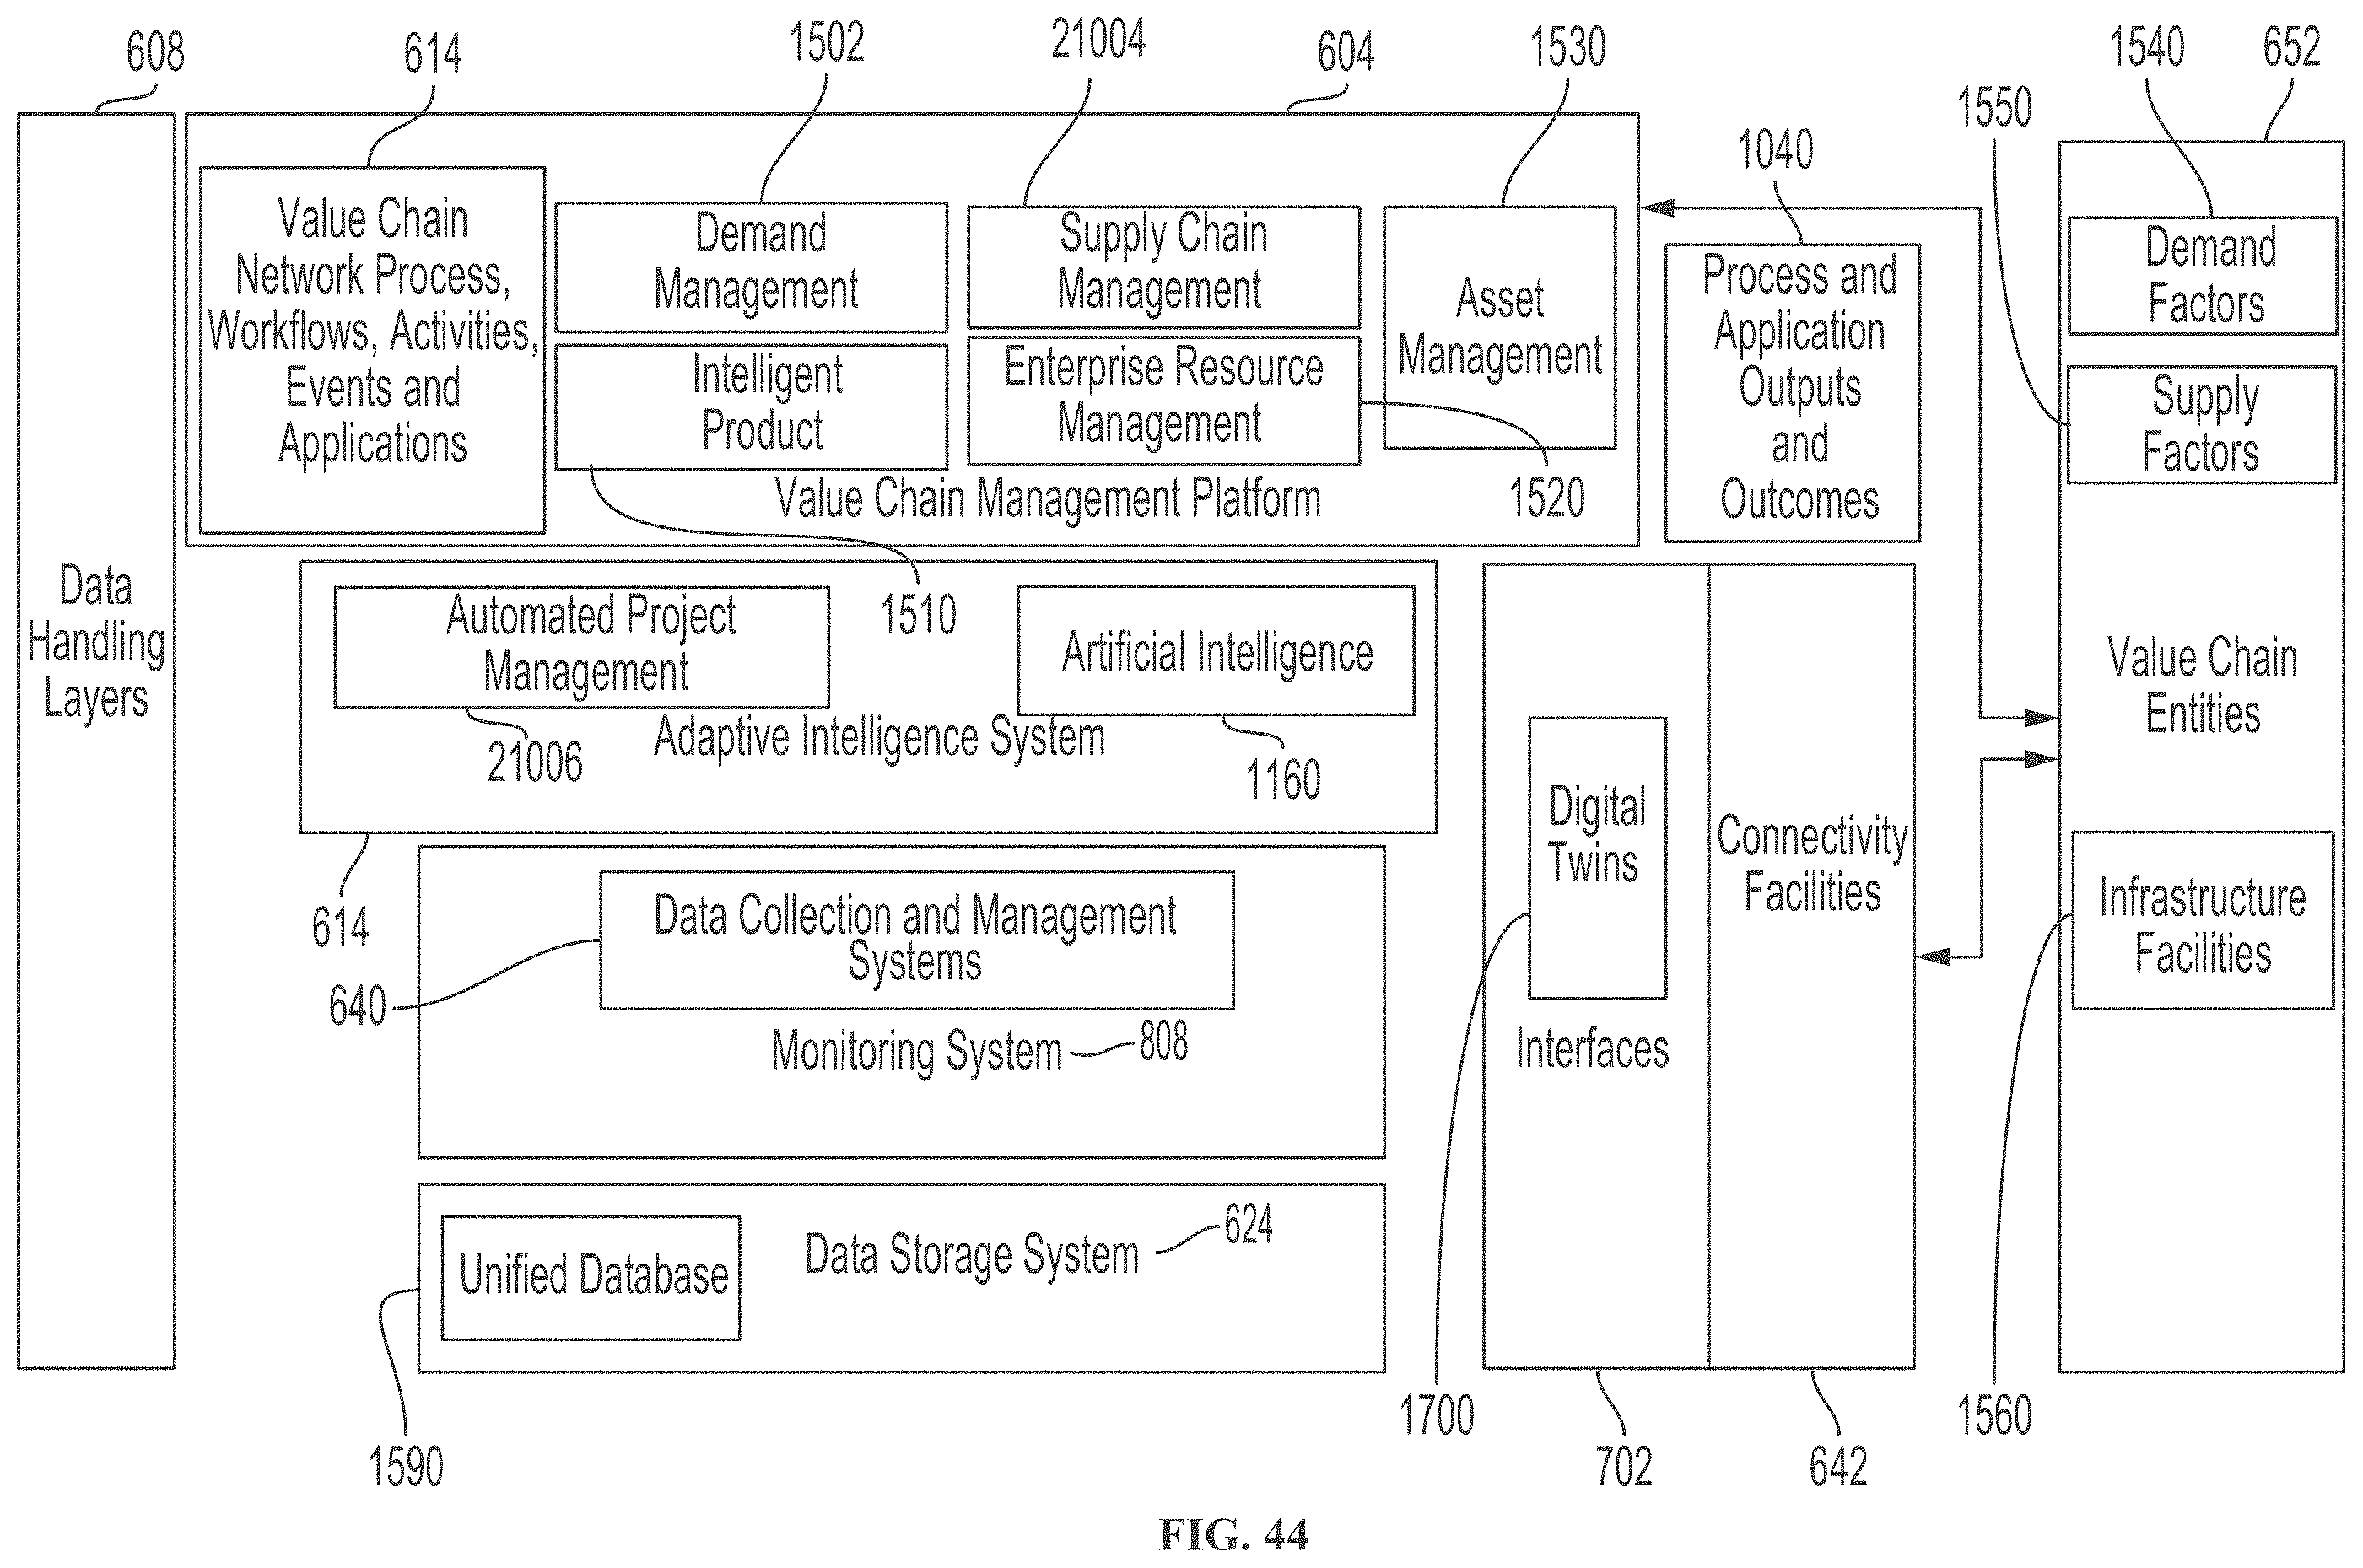 608
614
1502
21004
604
1530
1550
1540
652
1040
Value Chain
Network Process,
Workflows, Activities,
Events and
Applications
Demand
Management
Intelligent
Product
Supply Chain
Management
Enterprise Resource
Management
Asset
Management
1520
Value Chain Management Platform
Process and
Application
Outputs
and
Outcomes
Demand
Factors
Supply
Factors
Data
Handling
Layers
Automated Project
Management
1510
Artificial Intelligence
21006
Adaptive Intelligence System
1160
614
Value Chain
Entities
Digital
Twins
Interfaces
Connectivity
Facilities
Infrastructure
Facilities
Data Collection and Management
Systems
640
Monitoring System
808
Unified Database
Data Storage System
624
1590
1700
702
642
1560
FIG. 44